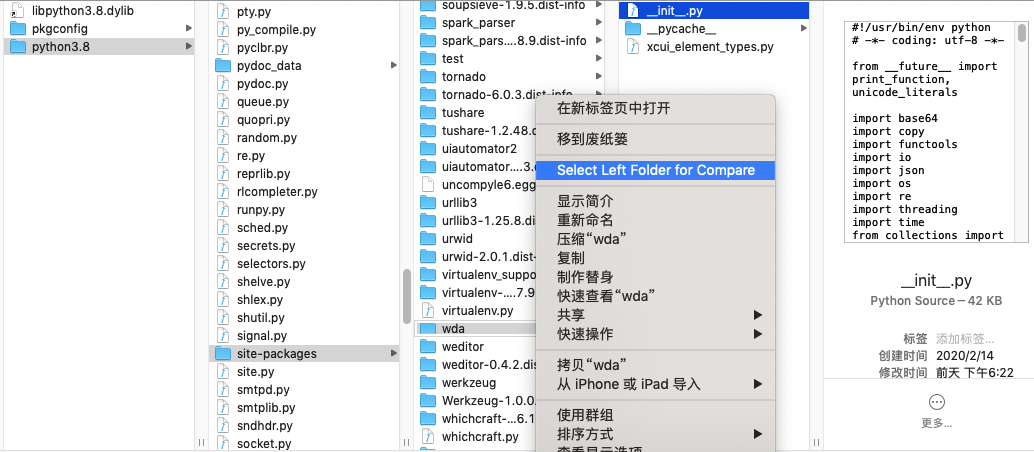 libpython3.8.dylib
pkgconfig
python3.8
pty.py
py_compile.py
pyclbr.py
pydoc_data
pydoc.py
queue.py
quopri.py
random.py
re.py
reprlib.py
rlcompleter.py
runpy.py
sched.py
secrets.py
selectors.py
shelve.py
shlex.py
shutil.py
signal.py
site-packages
site.py
smtpd.py
smtplib.py
sndhdr.py
socket.py
soupsieve-1.9.5.dist-info
spark_parser
spark_pars....8.9.dist-info
test
tornado
tornado-6.0.3.dist-info
tushare
tushare-1.2.48.d
uiautomator2
uiautomator....3.
uncompyle6.egg
urllib3
urllib3-1.25.8.di
urwid
urwid-2.0.1.dist-
virtualenv_suppo
virtualenv-....7.9
virtualenv.py
wda
weditor
weditor-0.4.2.di
werkzeug
Werkzeug-1.0.0.
whichcraft-...6.1
whichcraft.py
__init__.py
__pycache__
xcui_element_types.py
在新标签页中打开
移到废纸篓
Select Left Folder for Compare
显示简介
重新命名
压缩“wda”
复制
制作替身
快速查看“wda”
共享
快速操作
拷贝“wda”
从 iPhone 或 iPad 导入
使用群组
排序方式
查看显示选项
#!/usr/bin/env python
# -*- coding: utf-8 -*-
from __future__ import
print_function,
unicode_literals
import base64
import copy
import functools
import io
import json
import os
import re
import threading
import time
from collections import
__init__.py
Python Source — 42 KB
标签 添加标签...
创建时间 2020/2/14
修改时间 前天 下午6:22
更多...